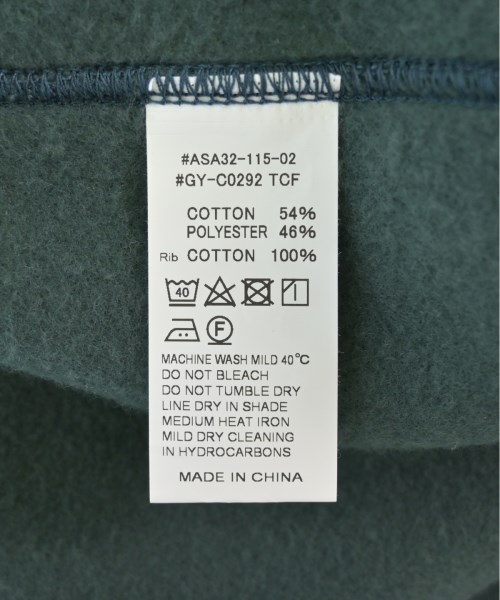 #ASA32-115-02
#GY-C0292 TCF
COTTON 54%
POLYESTER 46%
Rib COTTON 100%
40
F
MACHINE WASH MILD 40°C
DO NOT BLEACH
DO NOT TUMBLE DRY
LINE DRY IN SHADE
MEDIUM HEAT IRON
MILD DRY CLEANING
IN HYDROCARBONS
MADE IN CHINA